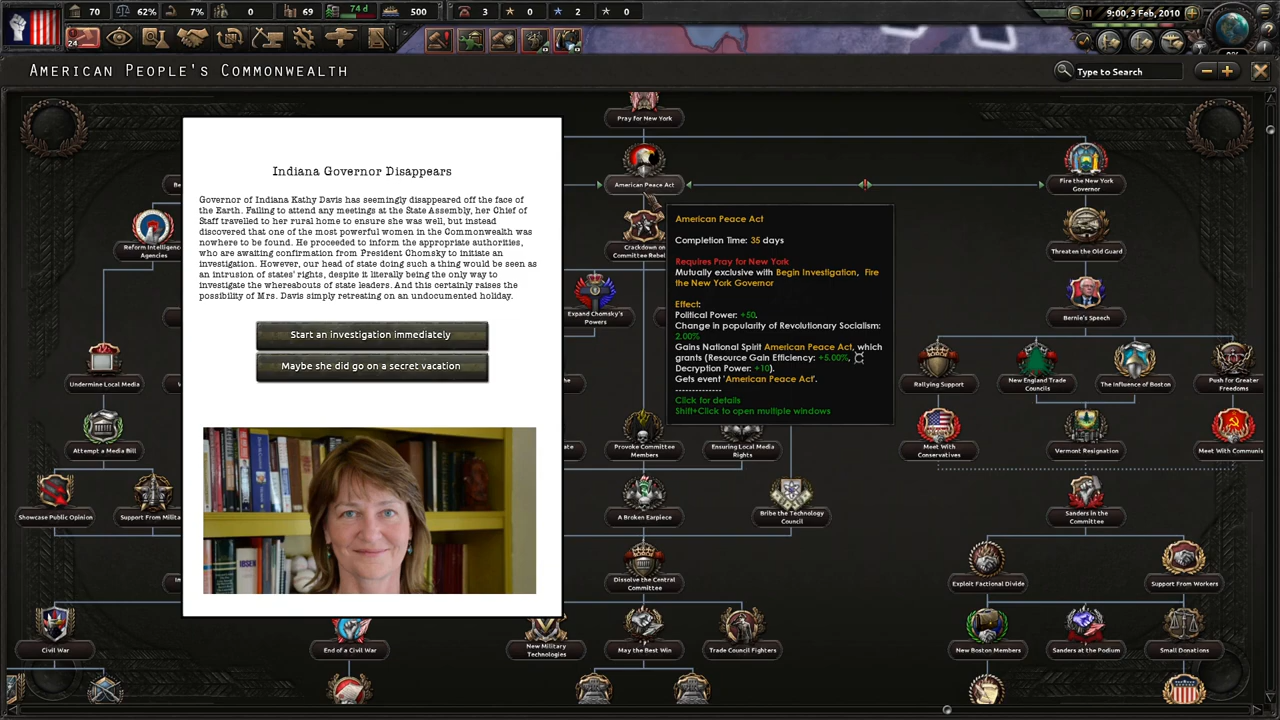 70
62%
7%
0
69
74 d
500
3
0
2
0
9:00, 3 Feb, 2010
24
AMERICAN PEOPLE'S COMMONWEALTH
Type to Search
Pray for New York
American Peace Act
Fire the New York
Governor
Indiana Governor Disappears
Governor of Indiana Kathy Davis has seemingly disappeared off the face of
the Earth. Failing to attend any meetings at the State Assembly, her Chief of
Staff travelled to her rural home to ensure she was well, but instead
discovered that one of the most powerful women in the Commonwealth was
nowhere to be found. He proceeded to inform the appropriate authorities,
who are awaiting confirmation from President Chomsky to initiate an
investigation. However, our head of state doing such a thing would be seen as
an intrusion of states' rights, despite it literally being the only way to
investigate the whereabouts of state leaders. And this certainly raises the
possibility of Mrs. Davis simply retreating on an undocumented holiday.
Start an investigation immediately
Maybe she did go on a secret vacation
IBSEN
American Peace Act
Completion Time: 35 days
Requires Pray for New York
Mutually exclusive with Begin Investigation, Fire
the New York Governor
Effect:
Political Power: +50.
Change in popularity of Revolutionary Socialism:
2.00%
Gains National Spirit American Peace Act, which
grants (Resource Gain Efficiency: +5.00%,
Decryption Power: +10).
Gets event 'American Peace Act'.
-------------
Click for details
Shift+Click to open multiple windows
Reform Intelligence
Agencies
Crackdown on
Committee Rebel
Threaten the Old Guard
Expand Chomsky's
Powers
Bernie's Speech
Undermine Local Media
Rallying Support
New England Trade
Councils
The Influence of Boston
Push for Greater
Freedoms
Attempt a Media Bill
Provoke Committee
Members
Ensuring Local Media
Rights
Meet With
Conservatives
Vermont Resignation
Meet With Communis
Showcase Public Opinion
Support From Milita
A Broken Earpiece
Bribe the Technology
Council
Sanders in the
Committee
Dissolve the Central
Committee
Exploit Factional Divide
Support From Workers
Civil War
End of a Civil War
New Military
Technologies
May the Best Win
Trade Council Fighters
New Boston Members
Sanders at the Podium
Small Donations